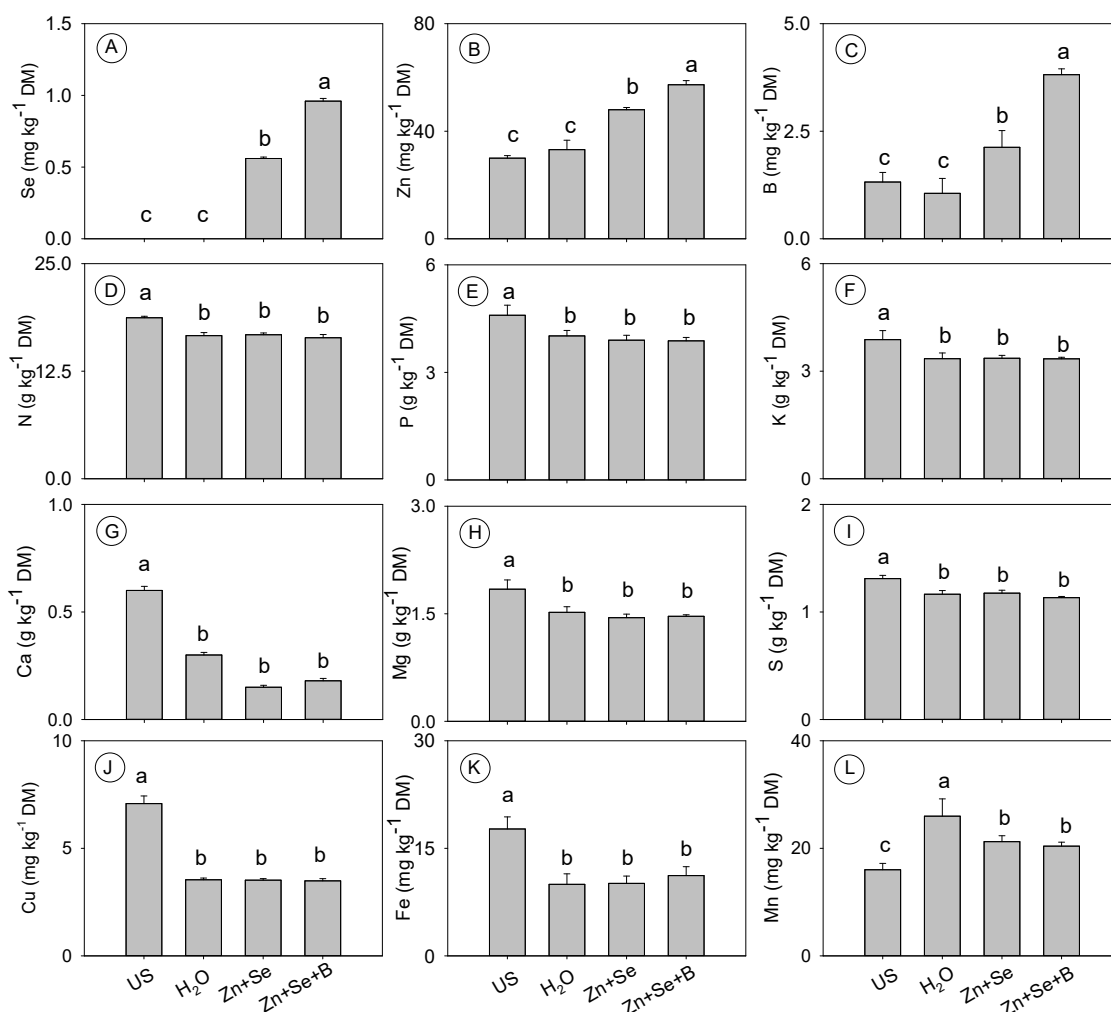 A
Se (mg kg⁻¹ DM)
1.5
1.0
0.5
0.0
c c b a
B
Zn (mg kg⁻¹ DM)
80
40
0
c c b a
C
B (mg kg⁻¹ DM)
5.0
2.5
0.0
c c b a
D
N (g kg⁻¹ DM)
25.0
12.5
0.0
a b b b
E
P (g kg⁻¹ DM)
6
3
0
a b b b
F
K (g kg⁻¹ DM)
6
3
0
a b b b
G
Ca (g kg⁻¹ DM)
1.0
0.5
0.0
a b b b
H
Mg (g kg⁻¹ DM)
3.0
1.5
0.0
a b b b
I
S (g kg⁻¹ DM)
2
1
0
a b b b
J
Cu (mg kg⁻¹ DM)
10
5
0
a b b b
US H₂O Zn+Se Zn+Se+B
K
Fe (mg kg⁻¹ DM)
30
15
0
a b b b
US H₂O Zn+Se Zn+Se+B
L
Mn (mg kg⁻¹ DM)
40
20
0
c a b b
US H₂O Zn+Se Zn+Se+B